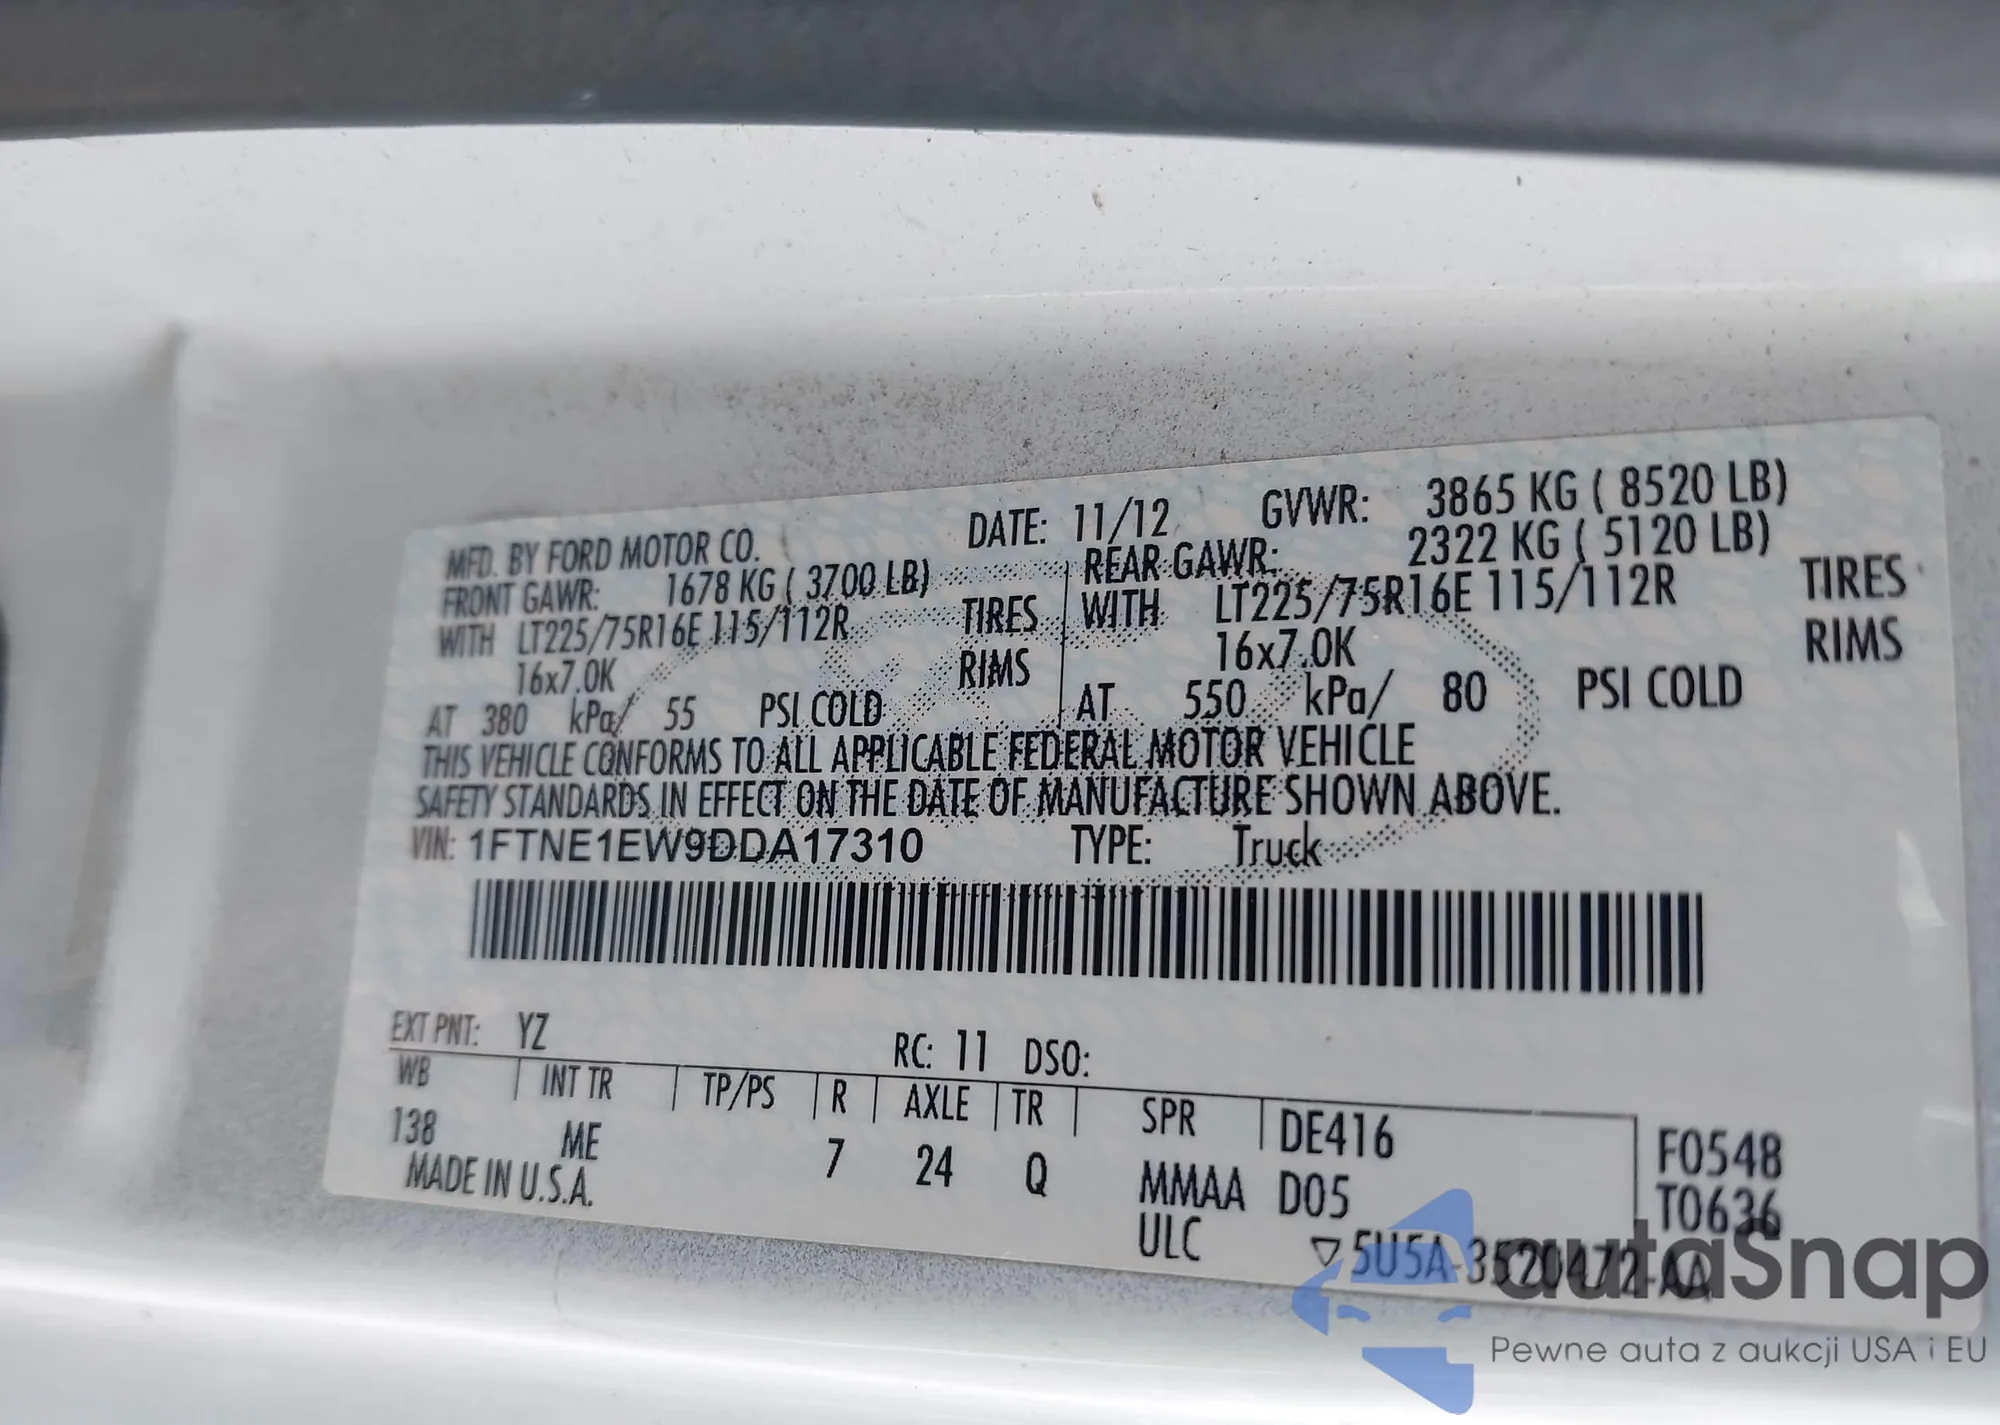 MFD. BY FORD MOTOR CO. DATE: 11/12 GVWR: 3865 KG ( 8520 LB)
FRONT GAWR: 1678 KG ( 3700 LB) REAR GAWR: 2322 KG ( 5120 LB)
WITH LT225/75R16E 115/112R TIRES WITH LT225/75R16E 115/112R TIRES
16x7.0K RIMS 16x7.0K RIMS
AT 380 kPa/ 55 PSI COLD AT 550 kPa/ 80 PSI COLD
THIS VEHICLE CONFORMS TO ALL APPLICABLE FEDERAL MOTOR VEHICLE
SAFETY STANDARDS IN EFFECT ON THE DATE OF MANUFACTURE SHOWN ABOVE.
VIN: 1FTNE1EW9DDA17310 TYPE: Truck
EXT PNT: YZ RC: 11 DSO:
WB INT TR TP/PS R AXLE TR SPR DE416 F0548
138 ME 7 24 Q MMAA D05 T0636
MADE IN U.S.A. ULC ▽ 5U5A-3520472-AA
autaSnap
Pewne auta z aukcji USA i EU